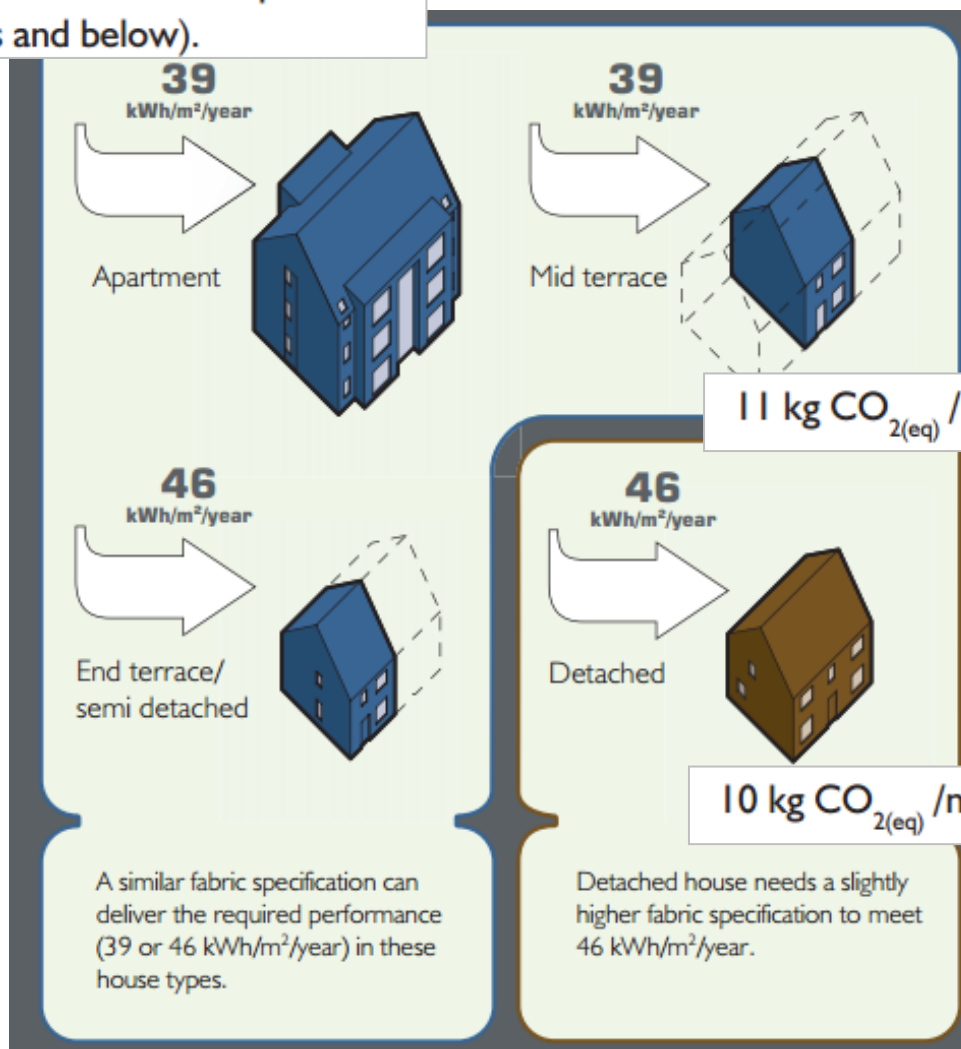 s and below).
39
kWh/m²/year
Apartment
39
kWh/m²/year
Mid terrace
11 kg CO2(eq) /
46
kWh/m²/year
End terrace/
semi detached
46
kWh/m²/year
Detached
10 kg CO2(eq) /
A similar fabric specification can
deliver the required performance
(39 or 46 kWh/m²/year) in these
house types.
Detached house needs a slightly
higher fabric specification to meet
46 kWh/m²/year.